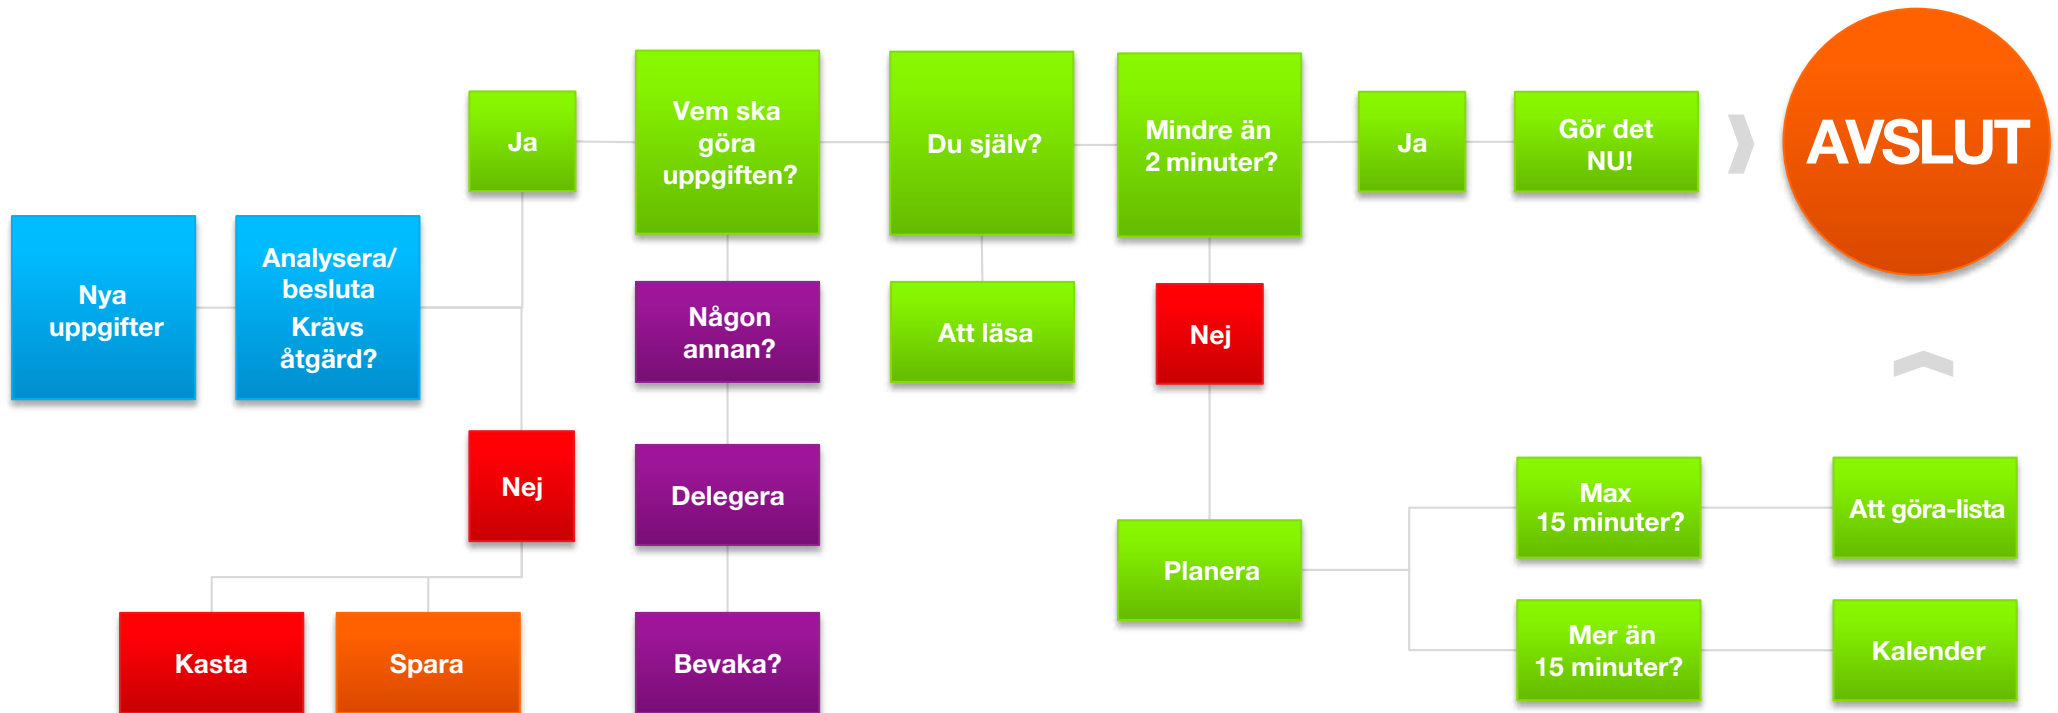 Nya
uppgifter
Analysera/
besluta
Krävs
åtgärd?
Ja
Vem ska
göra
uppgiften?
Du själv?
Mindre än
2 minuter?
Ja
Gör det
NU!
AVSLUT
Någon
annan?
Att läsa
Nej
Nej
Delegera
Max
15 minuter?
Att göra-lista
Planera
Kasta
Spara
Bevaka?
Mer än
15 minuter?
Kalender